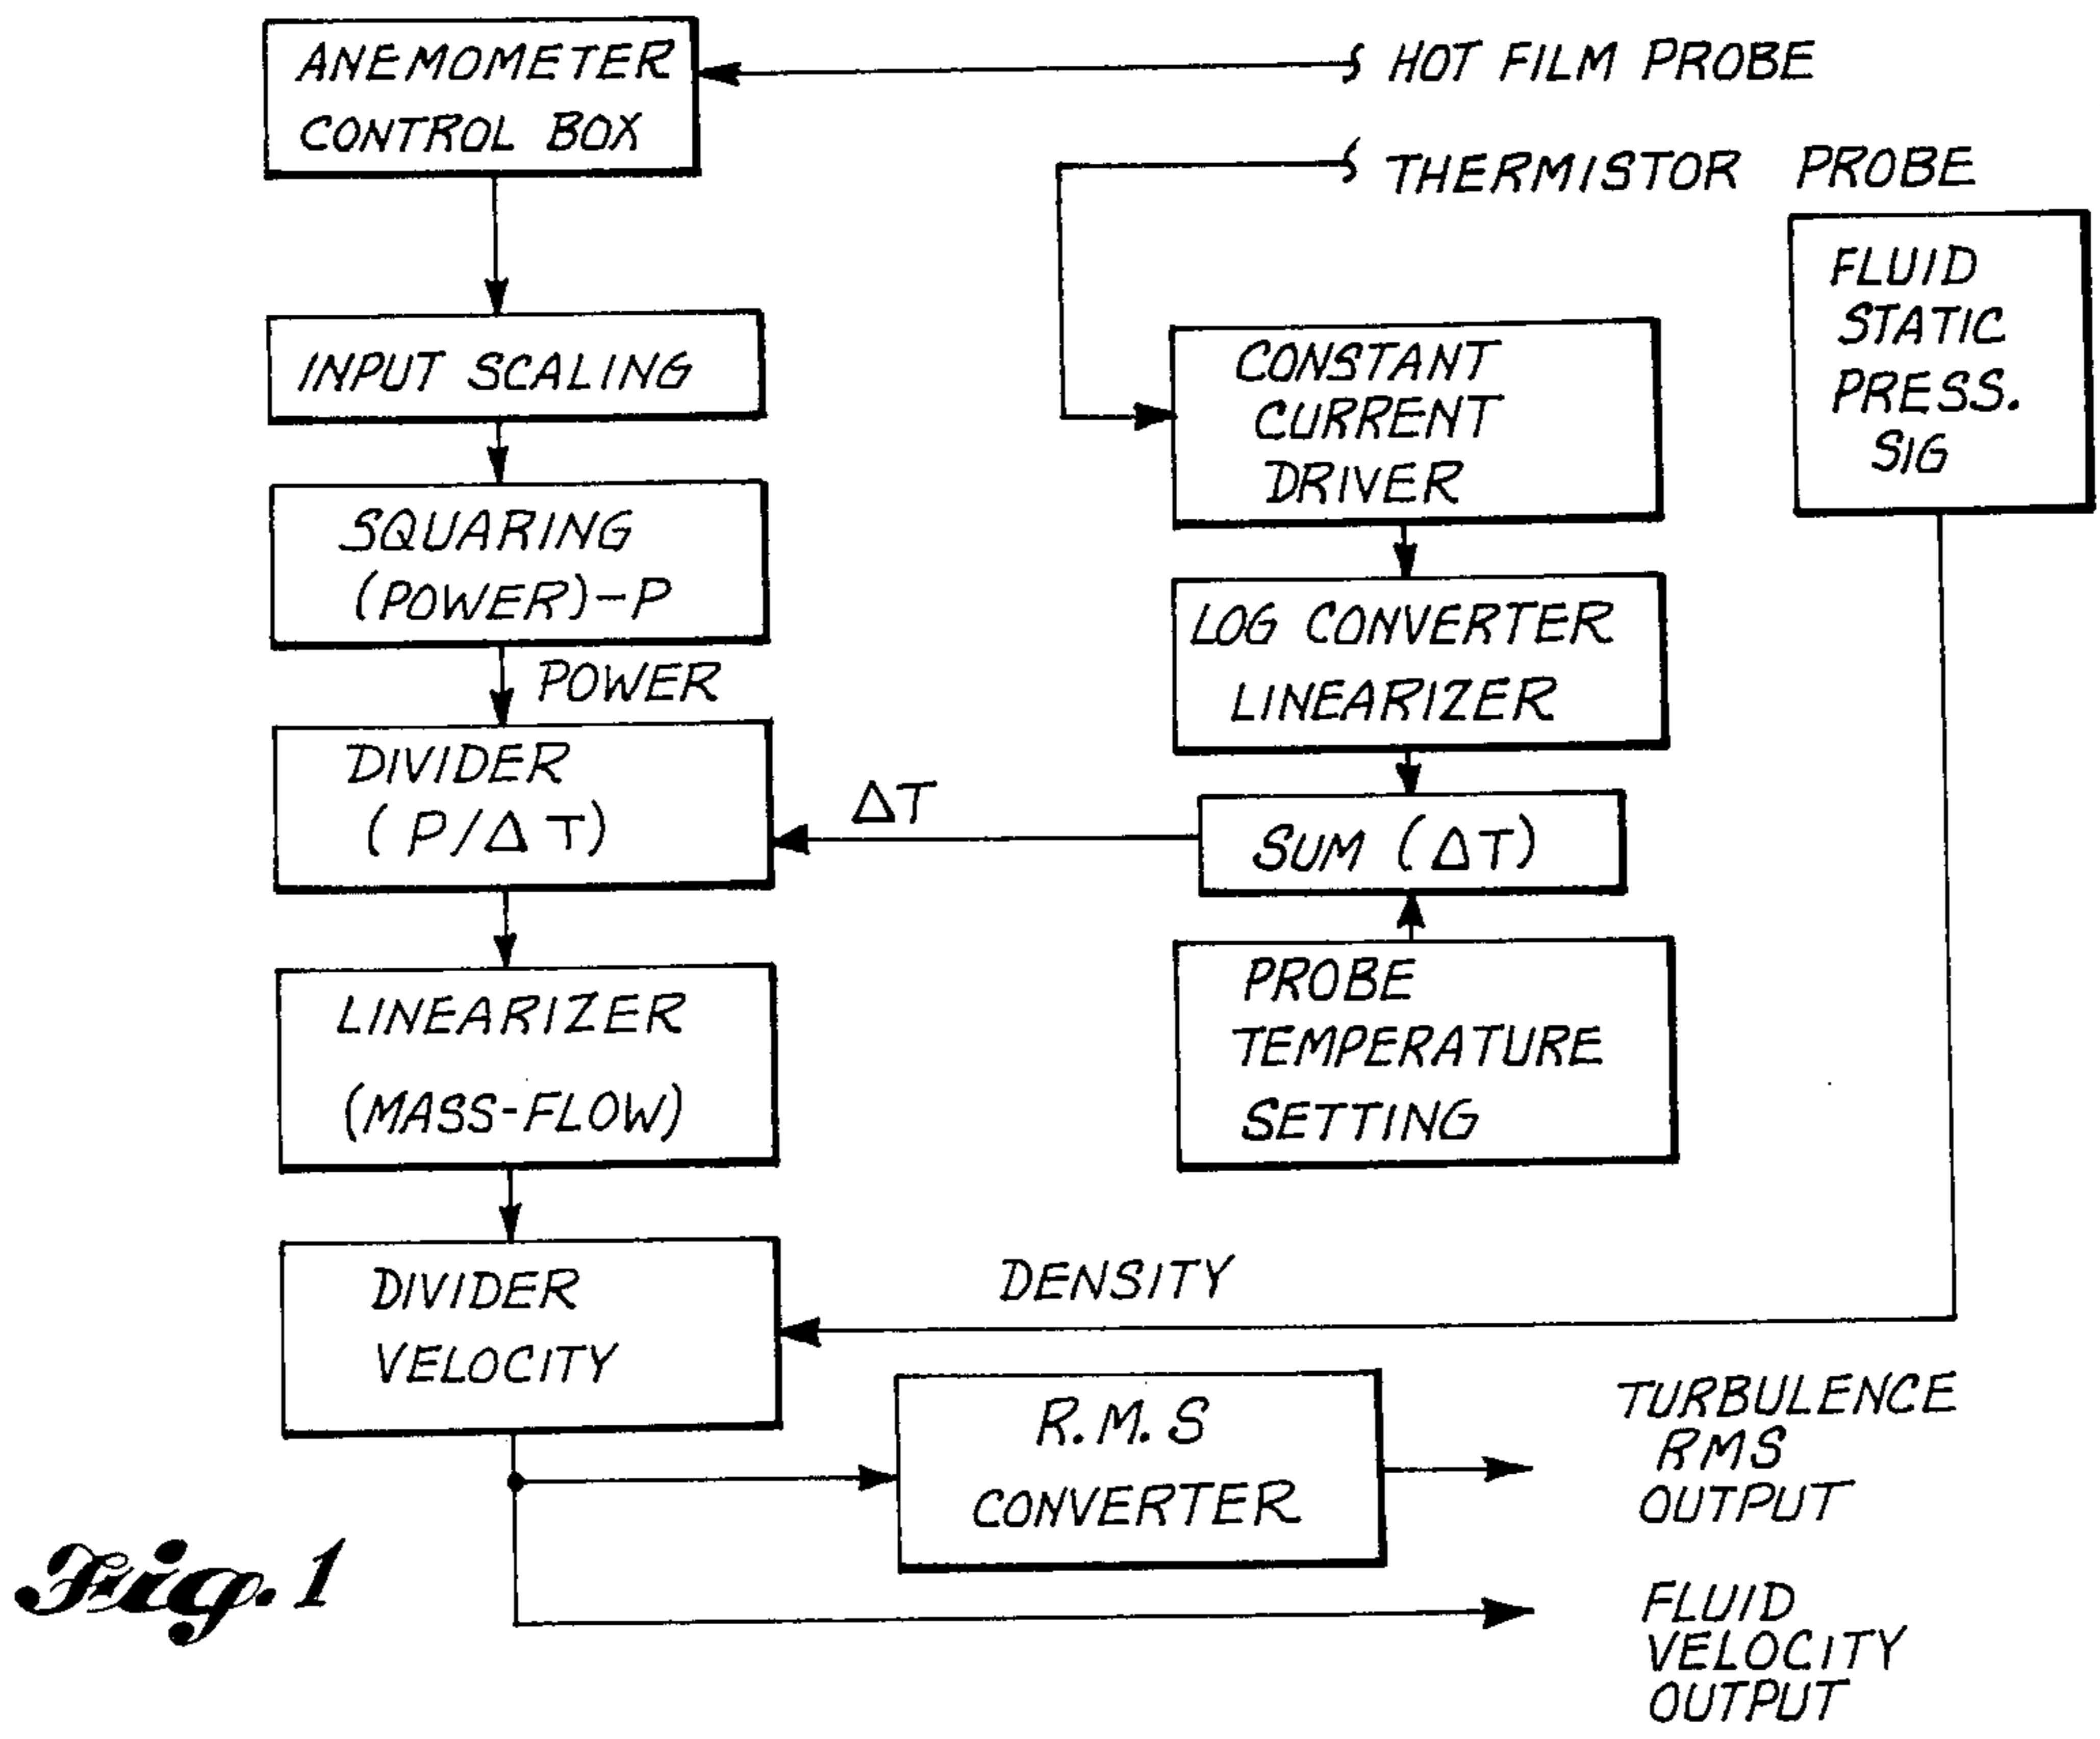 ANEMOMETER
CONTROL BOX
HOT FILM PROBE
THERMISTOR PROBE
FLUID
STATIC
PRESS.
SIG
INPUT SCALING
CONSTANT
CURRENT
DRIVER
SQUARING
(POWER)-P
LOG CONVERTER
LINEARIZER
POWER
DIVIDER
(P/ΔT)
ΔT
SUM (ΔT)
LINEARIZER
(MASS-FLOW)
PROBE
TEMPERATURE
SETTING
DIVIDER
VELOCITY
DENSITY
R.M.S
CONVERTER
TURBULENCE
RMS
OUTPUT
FLUID
VELOCITY
OUTPUT
Fig. 1